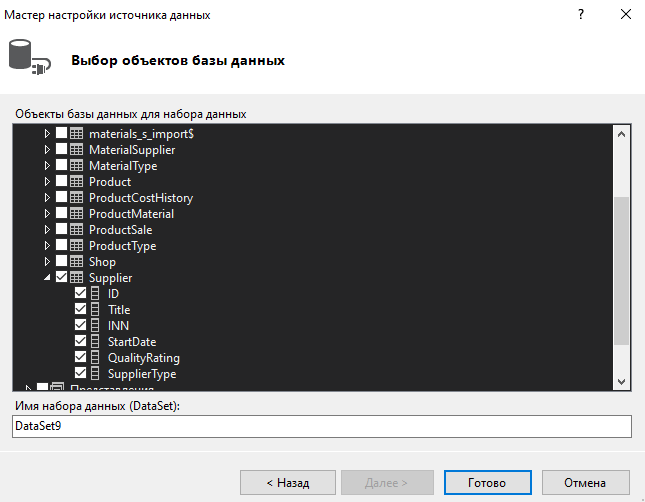 Мастер настройки источника данных
?
Выбор объектов базы данных
Объекты базы данных для набора данных
materials_s_import$
MaterialSupplier
MaterialType
Product
ProductCostHistory
ProductMaterial
ProductSale
ProductType
Shop
Supplier
ID
Title
INN
StartDate
QualityRating
SupplierType
Представления
Имя набора данных (DataSet):
DataSet9
< Назад Далее > Готово Отмена